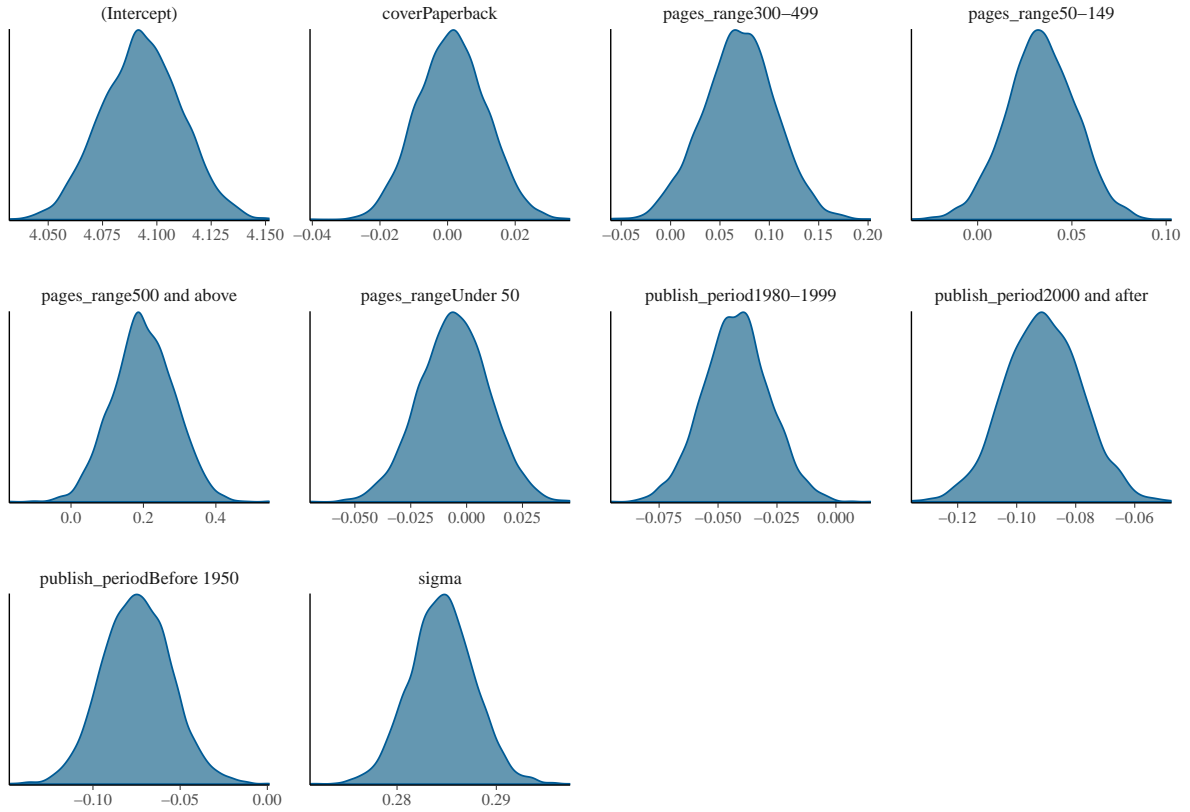 (Intercept) coverPaperback pages_range300−499 pages_range50−149
4.050 4.075 4.100 4.125 4.150 −0.04 −0.02 0.00 0.02 −0.05 0.00 0.05 0.10 0.15 0.20 0.00 0.05 0.10
pages_range500 and above pages_rangeUnder 50 publish_period1980−1999 publish_period2000 and after
0.0 0.2 0.4 −0.050 −0.025 0.000 0.025 −0.075 −0.050 −0.025 0.000 −0.12 −0.10 −0.08 −0.06
publish_periodBefore 1950 sigma
−0.10 −0.05 0.00 0.28 0.29